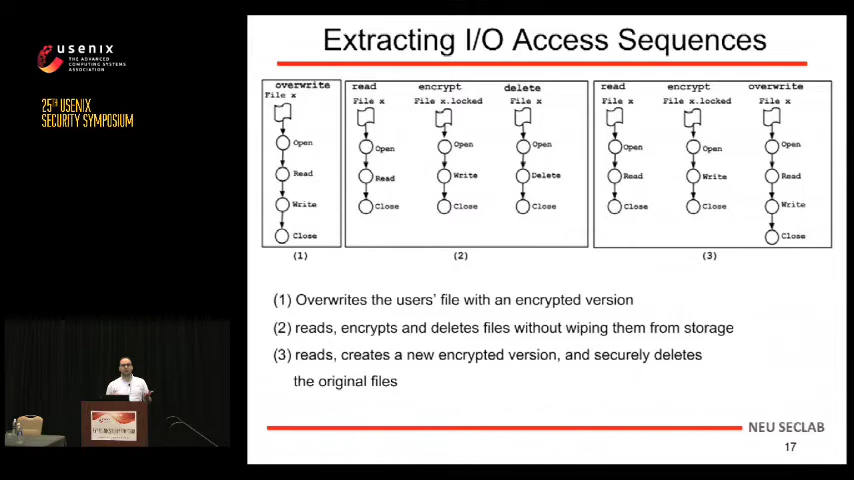 usenix
THE ADVANCED
COMPUTING SYSTEMS
ASSOCIATION
25TH USENIX
SECURITY SYMPOSIUM
Extracting I/O Access Sequences
overwrite
File x
Open
Read
Write
Close
(1)
read encrypt delete
File x File x.locked File x
Open Open Open
Read Write Delete
Close Close Close
(2)
read encrypt overwrite
File x File x.locked File x
Open Open Open
Read Write Read
Close Close Write
Close
(3)
(1) Overwrites the users' file with an encrypted version
(2) reads, encrypts and deletes files without wiping them from storage
(3) reads, creates a new encrypted version, and securely deletes
the original files
NEU SECLAB
17